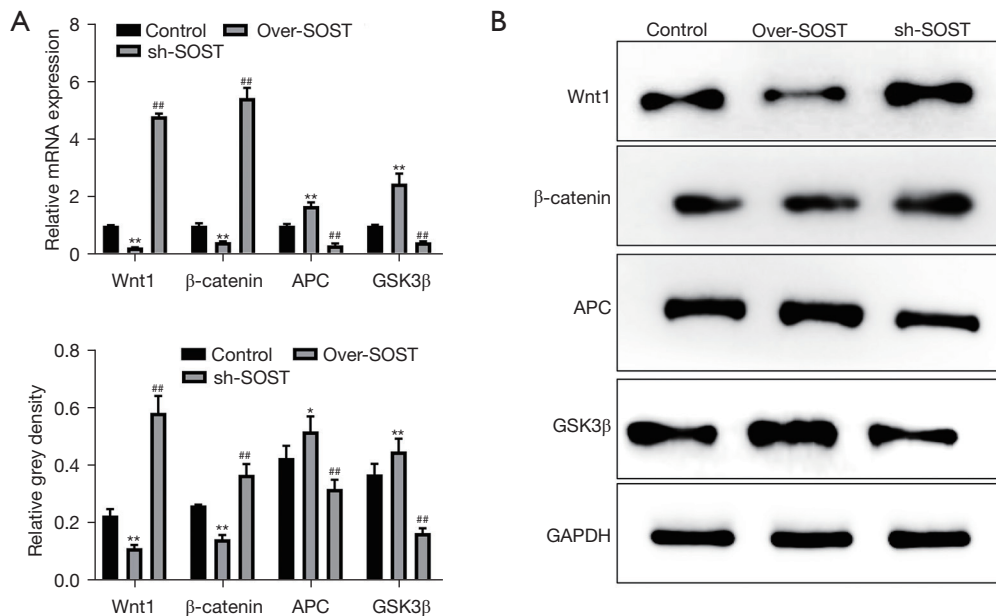 A
8
6
4
2
0
Relative mRNA expression
Control
Over-SOST
sh-SOST
**
##
**
##
**
##
**
##
Wnt1
β-catenin
APC
GSK3β
0.8
0.6
0.4
0.2
0.0
Relative grey density
Control
Over-SOST
sh-SOST
**
##
**
##
*
##
**
##
Wnt1
β-catenin
APC
GSK3β
B
Control
Over-SOST
sh-SOST
Wnt1
β-catenin
APC
GSK3β
GAPDH